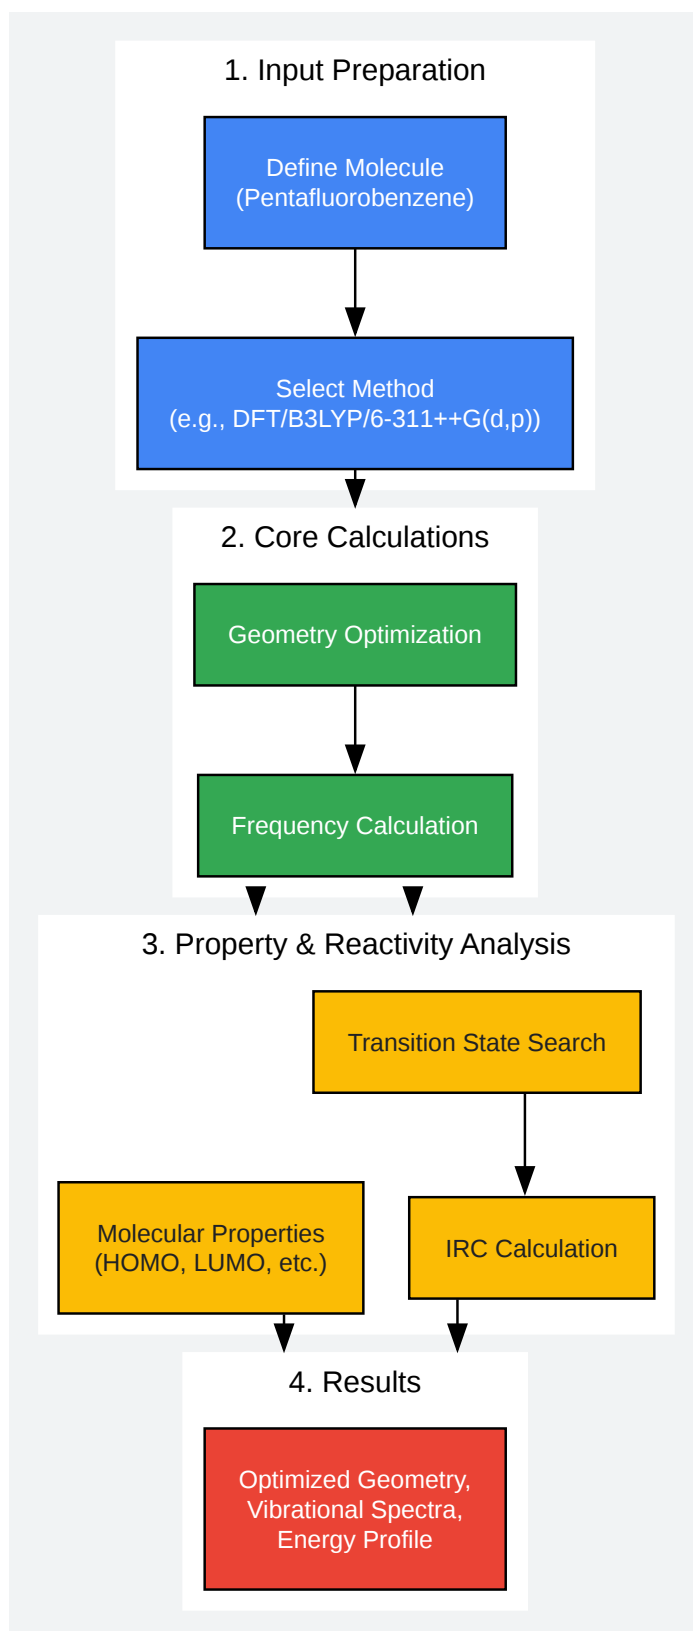 1. Input Preparation
Define Molecule
(Pentafluorobenzene)
Select Method
(e.g., DFT/B3LYP/6-311++G(d,p))
2. Core Calculations
Geometry Optimization
Frequency Calculation
3. Property & Reactivity Analysis
Transition State Search
Molecular Properties
(HOMO, LUMO, etc.)
IRC Calculation
4. Results
Optimized Geometry,
Vibrational Spectra,
Energy Profile